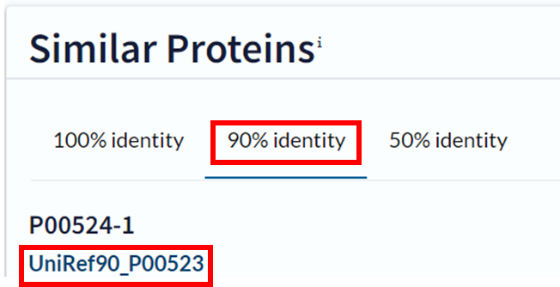 Similar Proteins i
100% identity 90% identity 50% identity
P00524-1
UniRef90_P00523